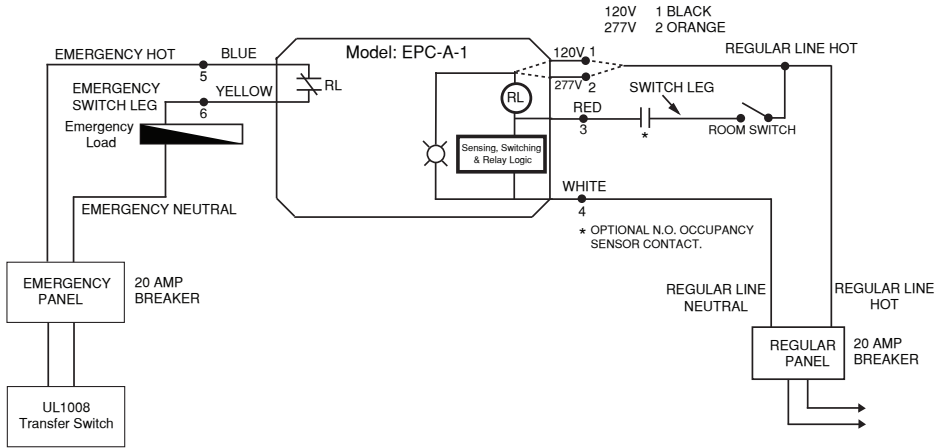 120V 1 BLACK
277V 2 ORANGE
EMERGENCY HOT
BLUE
5
Model: EPC-A-1
120V 1
277V 2
REGULAR LINE HOT
EMERGENCY
SWITCH LEG
YELLOW
6
RL
RL
RED
3
SWITCH LEG
*
ROOM SWITCH
Emergency
Load
Sensing, Switching
& Relay Logic
EMERGENCY NEUTRAL
WHITE
4
* OPTIONAL N.O. OCCUPANCY
SENSOR CONTACT.
EMERGENCY
PANEL
20 AMP
BREAKER
REGULAR LINE
NEUTRAL
REGULAR LINE
HOT
REGULAR
PANEL
20 AMP
BREAKER
UL1008
Transfer Switch